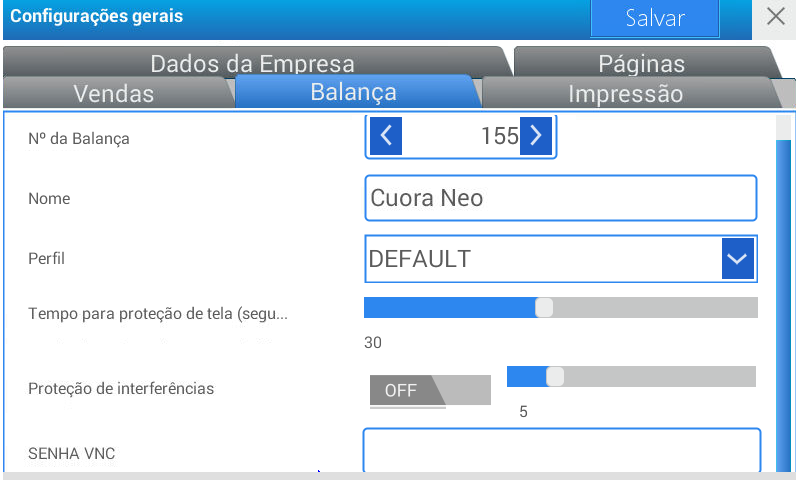 Configurações gerais
Salvar
Dados da Empresa
Páginas
Vendas
Balança
Impressão
Nº da Balança
155
Nome
Cuora Neo
Perfil
DEFAULT
Tempo para proteção de tela (segu...
30
Proteção de interferências
OFF
5
SENHA VNC